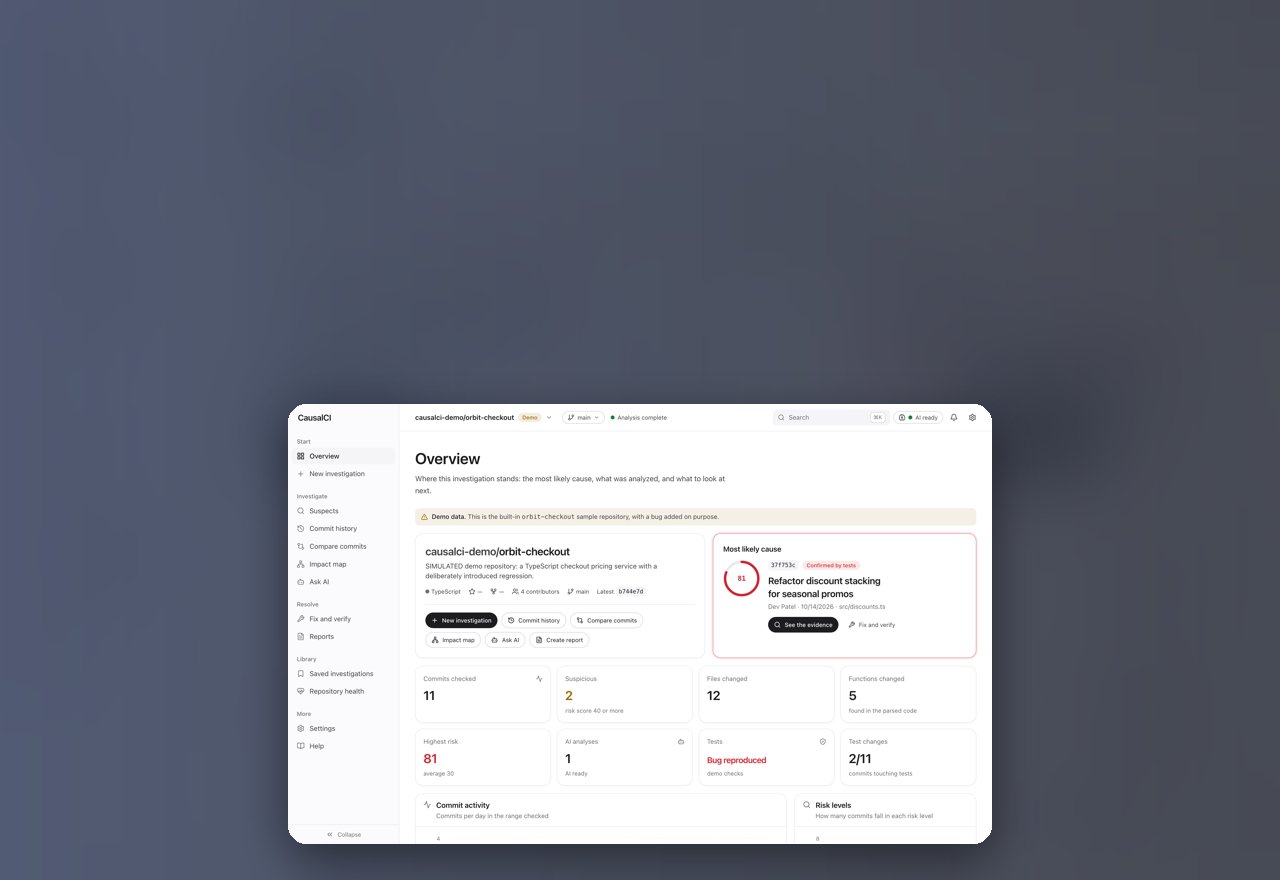 CausalCI
Start
Overview
New investigation
Investigate
Suspects
Commit history
Compare commits
Impact map
Ask AI
Resolve
Fix and verify
Reports
Library
Saved investigations
Repository health
More
Settings
Help
Collapse
causalci-demo/orbit-checkout Demo main Analysis complete Search ⌘K AI ready
Overview
Where this investigation stands: the most likely cause, what was analyzed, and what to look at
next.
Demo data. This is the built-in orbit-checkout sample repository, with a bug added on purpose.
causalci-demo/orbit-checkout
SIMULATED demo repository: a TypeScript checkout pricing service with a
deliberately introduced regression.
TypeScript – – 4 contributors main Latest b744e7d
New investigation Commit history Compare commits
Impact map Ask AI Create report
Most likely cause
81
37f753c Confirmed by tests
Refactor discount stacking
for seasonal promos
Dev Patel · 10/14/2026 · src/discounts.ts
See the evidence Fix and verify
Commits checked
11
Suspicious
2
risk score 40 or more
Files changed
12
Functions changed
5
found in the parsed code
Highest risk
81
average 30
AI analyses
1
AI ready
Tests
Bug reproduced
demo checks
Test changes
2/11
commits touching tests
Commit activity
Commits per day in the range checked
4
Risk levels
How many commits fall in each risk level
8